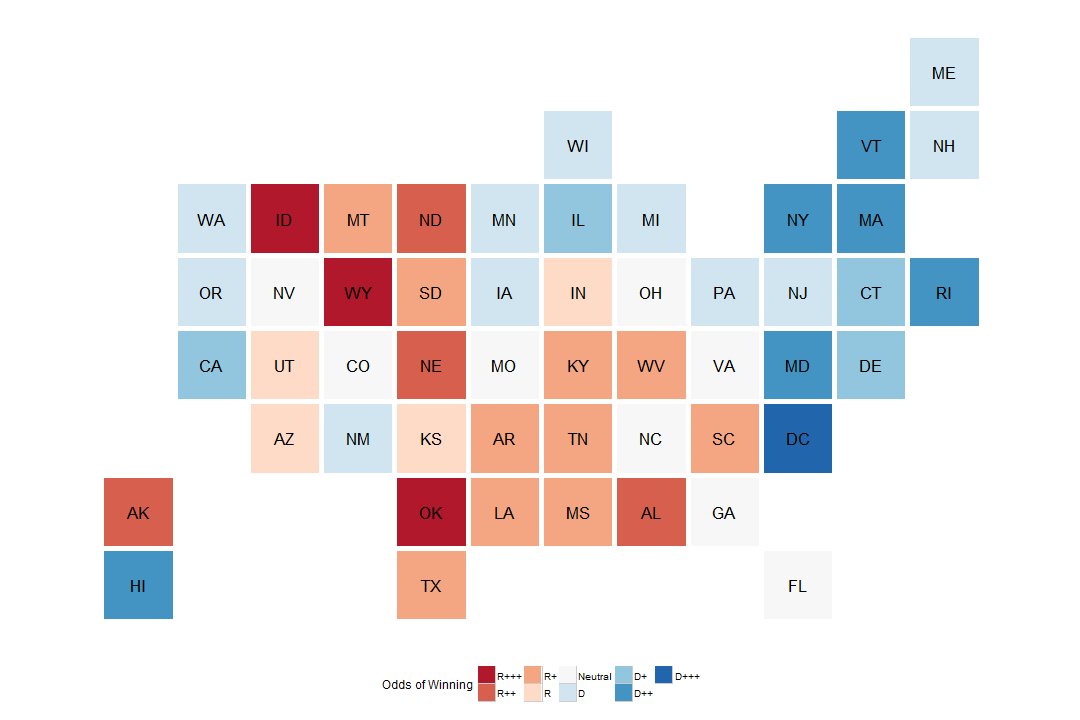 ME
WI VT NH
WA ID MT ND MN IL MI NY MA
OR NV WY SD IA IN OH PA NJ CT RI
CA UT CO NE MO KY WV VA MD DE
AZ NM KS AR TN NC SC DC
AK OK LA MS AL GA
HI TX FL
Odds of Winning R+++ R+ Neutral D+ D+++
R++ R D D++